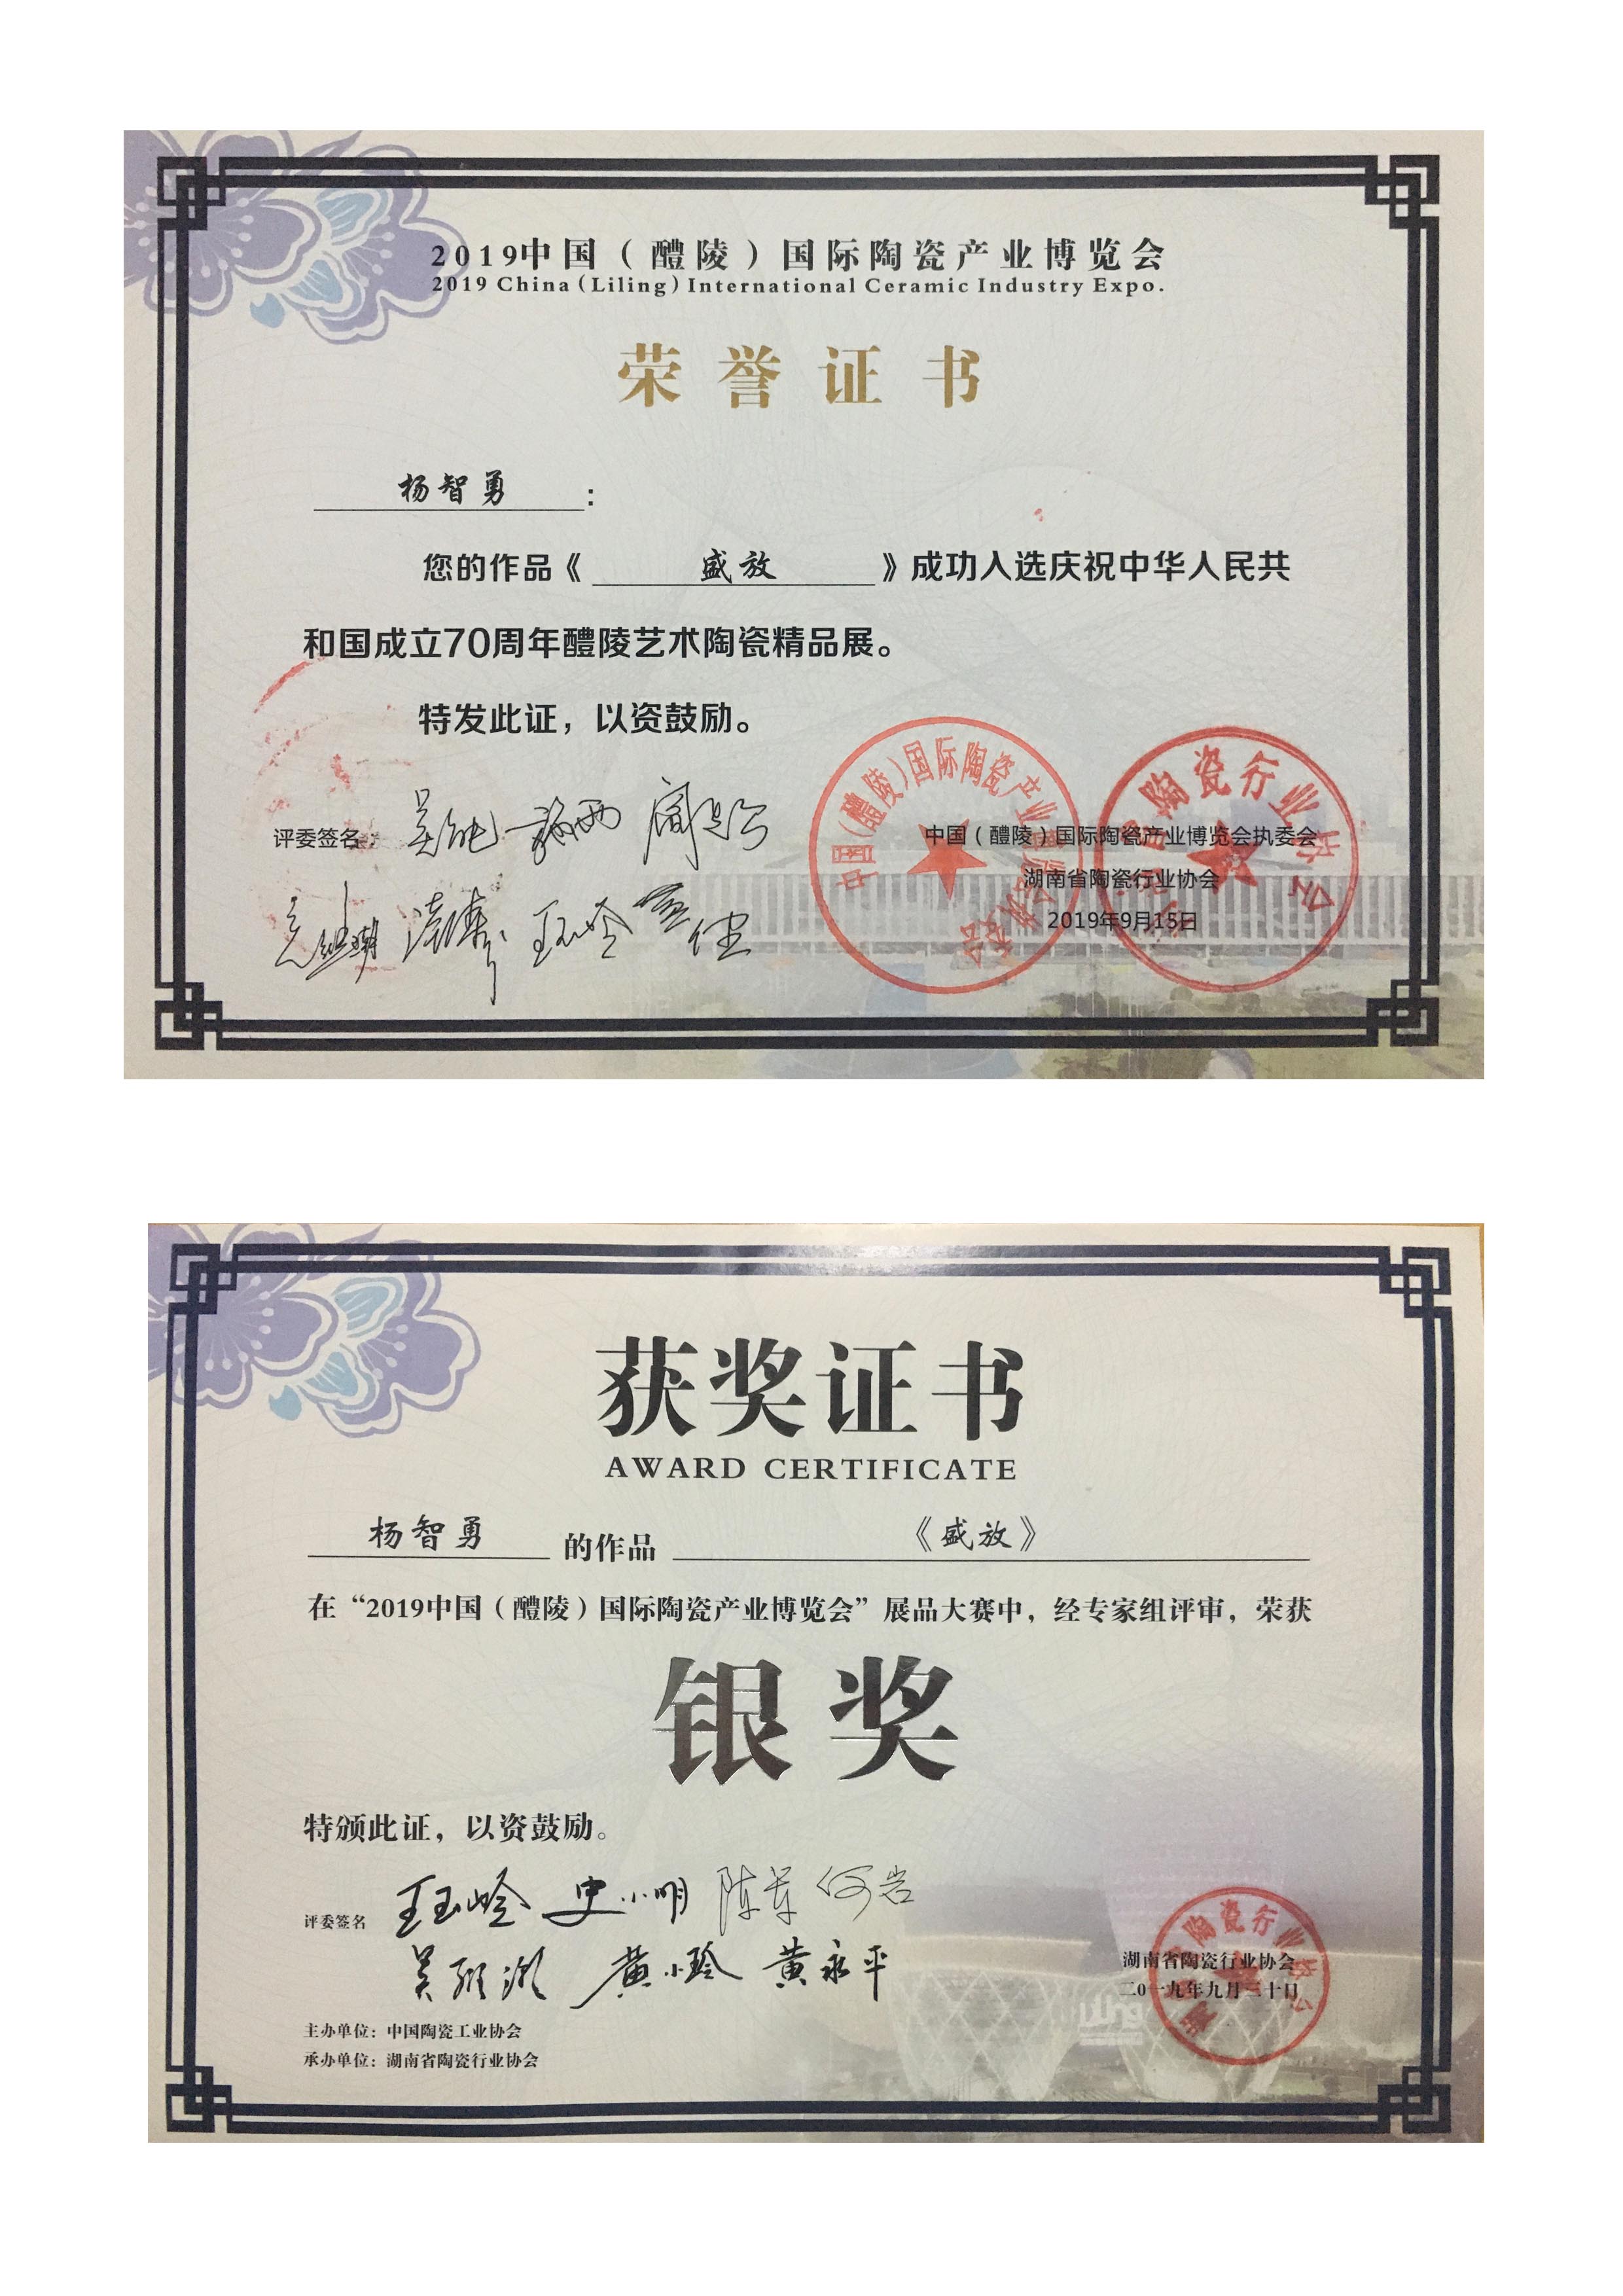 2019中国（醴陵）国际陶瓷产业博览会
2019 China (Liling) International Ceramic Industry Expo.
荣誉证书
杨智勇：
您的作品《盛放》成功入选庆祝中华人民共
和国成立70周年醴陵艺术陶瓷精品展。
特发此证，以资鼓励。
评委签名：
中国（醴陵）国际陶瓷产业博览会执委会
湖南省陶瓷行业协会
2019年9月15日
获奖证书
AWARD CERTIFICATE
杨智勇 的作品 《盛放》
在“2019中国（醴陵）国际陶瓷产业博览会”展品大赛中，经专家组评审，荣获
银奖
特颁此证，以资鼓励。
评委签名 王玉岭 史小明 陈军 何岩
黄小玲 黄永平
湖南省陶瓷行业协会
二0一九年九月三十日
主办单位：中国陶瓷工业协会
承办单位：湖南省陶瓷行业协会